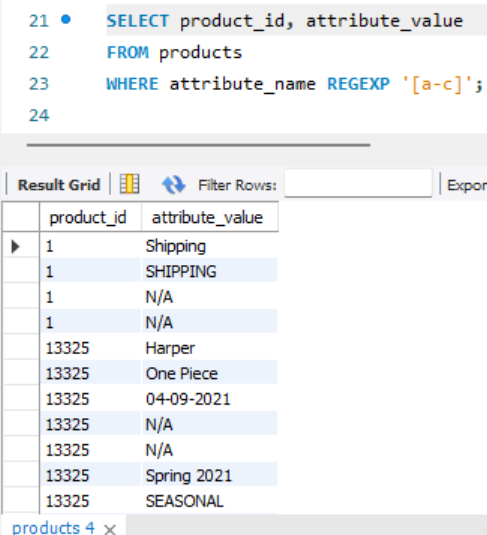 21 SELECT product_id, attribute_value
22 FROM products
23 WHERE attribute_name REGEXP '[a-c]';
24
Result Grid Filter Rows: Expor
product_id attribute_value
1 Shipping
1 SHIPPING
1 N/A
1 N/A
13325 Harper
13325 One Piece
13325 04-09-2021
13325 N/A
13325 N/A
13325 Spring 2021
13325 SEASONAL
products 4